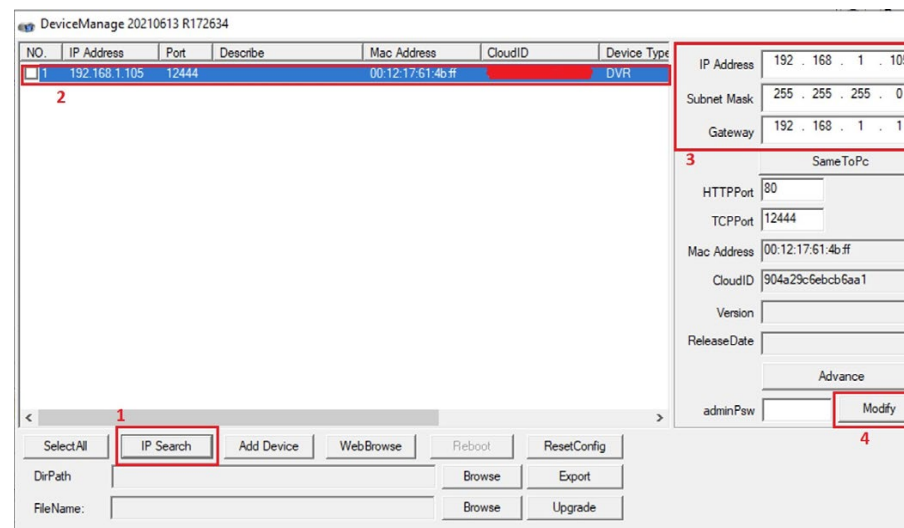 DeviceManage 20210613 R172634
NO. IP Address Port Describe Mac Address CloudID Device Type
1 192.168.1.105 12444 00:12:17:61:4b:ff DVR
2
IP Address 192 . 168 . 1 . 105
Subnet Mask 255 . 255 . 255 . 0
Gateway 192 . 168 . 1 . 1
3
SameToPc
HTTPPort 80
TCPPort 12444
Mac Address 00:12:17:61:4b:ff
CloudID 904a29c6ebcb6aa1
Version
ReleaseDate
Advance
adminPsw Modify
4
1
SelectAll IP Search Add Device WebBrowse Reboot ResetConfig
DirPath Browse Export
FileName: Browse Upgrade